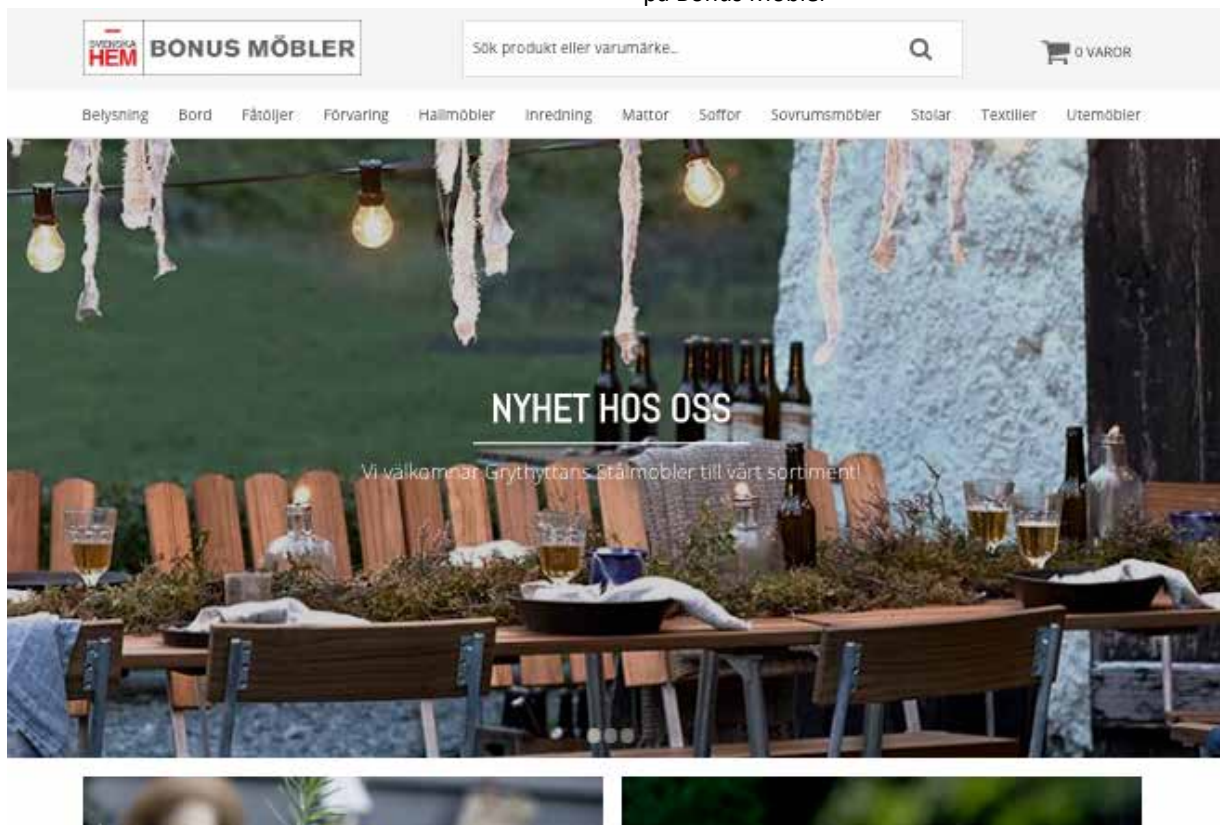 på Bonus Möbler
SVENSKA
HEM
BONUS MÖBLER
Sök produkt eller varumärke...
0 VAROR
Belysning Bord Fåtöljer Förvaring Hallmöbler Inredning Mattor Soffor Sovrumsmöbler Stolar Textilier Utemöbler
NYHET HOS OSS
Vi välkomnar Grythyttans Stålmöbler till vårt sortiment!